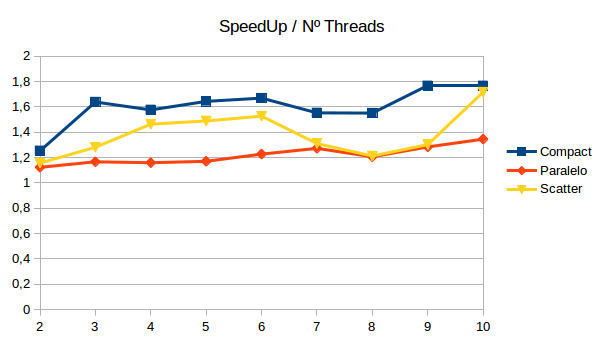 SpeedUp / Nº Threads
2
1,8
1,6
1,4
1,2
1
0,8
0,6
0,4
0,2
0
2 3 4 5 6 7 8 9 10
Compact
Paralelo
Scatter